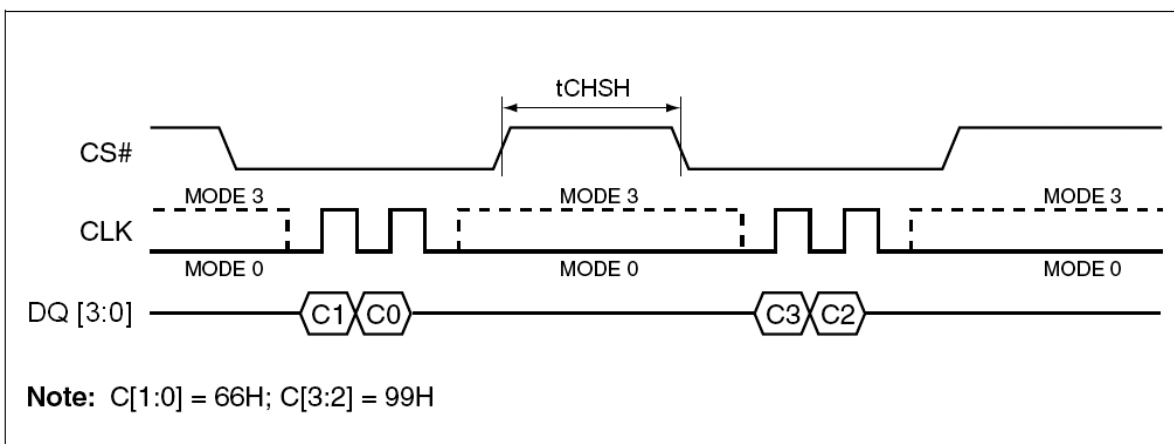 tCHSH
CS#
MODE 3 MODE 3 MODE 3
CLK
MODE 0 MODE 0 MODE 0
DQ [3:0] C1 C0 C3 C2
Note: C[1:0] = 66H; C[3:2] = 99H